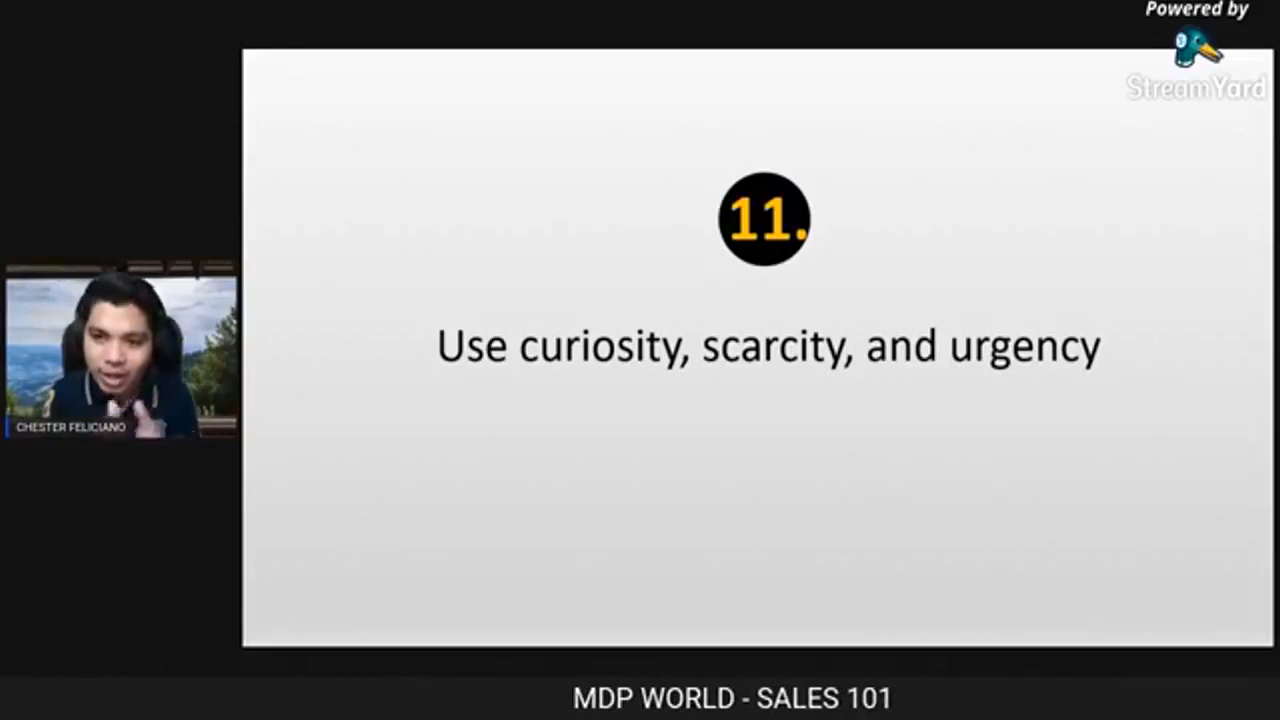 Powered by
StreamYard
11.
Use curiosity, scarcity, and urgency
CHESTER FELICIANO
MDP WORLD - SALES 101